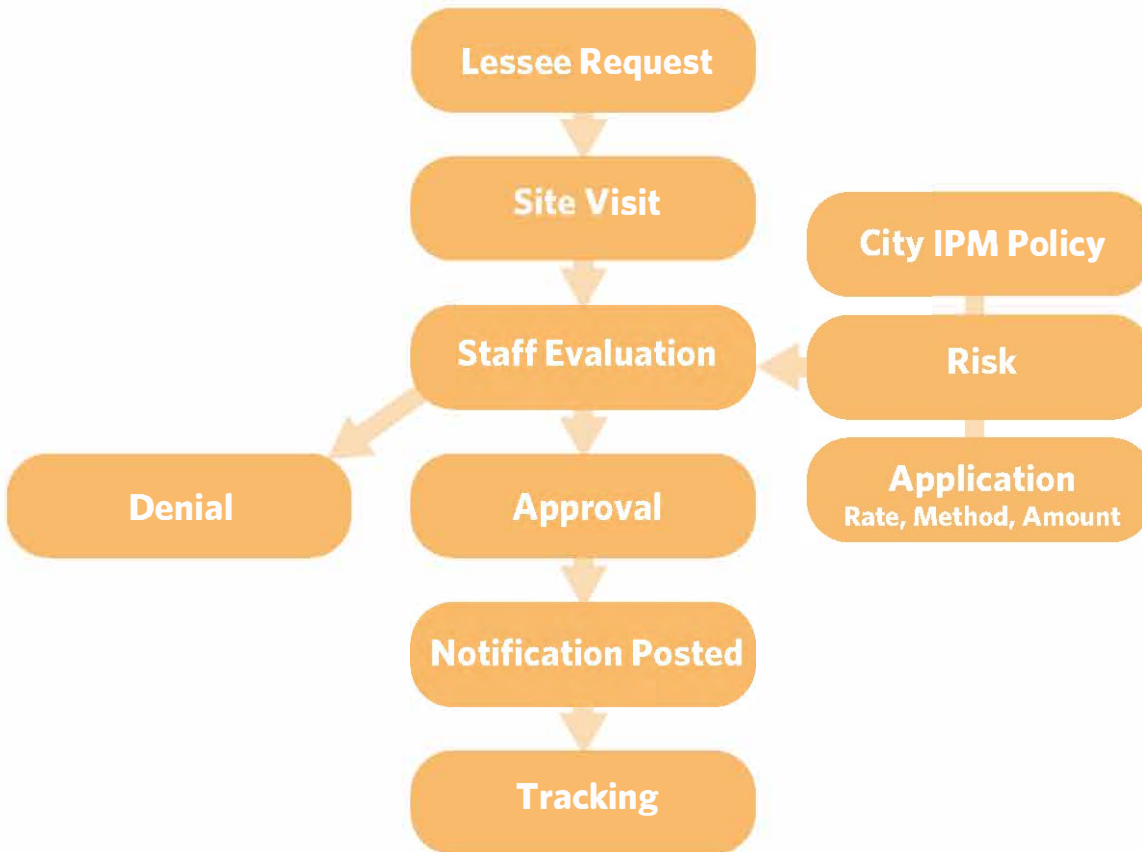 Lessee Request
Site Visit
City IPM Policy
Staff Evaluation
Risk
Denial
Approval
Application
Rate, Method, Amount
Notification Posted
Tracking